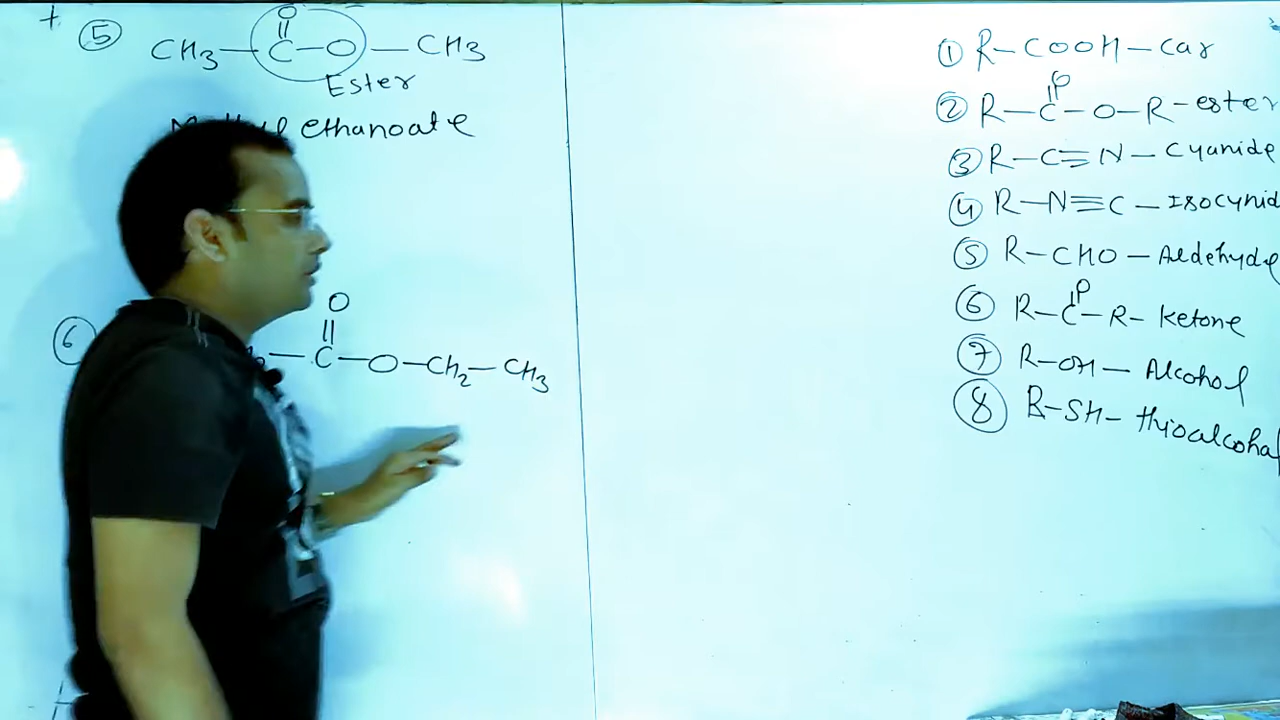 ⑤ CH3—C—O—CH3
O
Ester
ethanoate
⑥ —C—O—CH2—CH3
O
① R—COOH—Car
② R—C—O—R—ester
O
③ R—C≡N—Cyanide
④ R—N≡C—Isocynid
⑤ R—CHO—Aldehyde
⑥ R—C—R—Ketone
O
⑦ R—OH—Alcohol
⑧ R—SH—thioalcohal